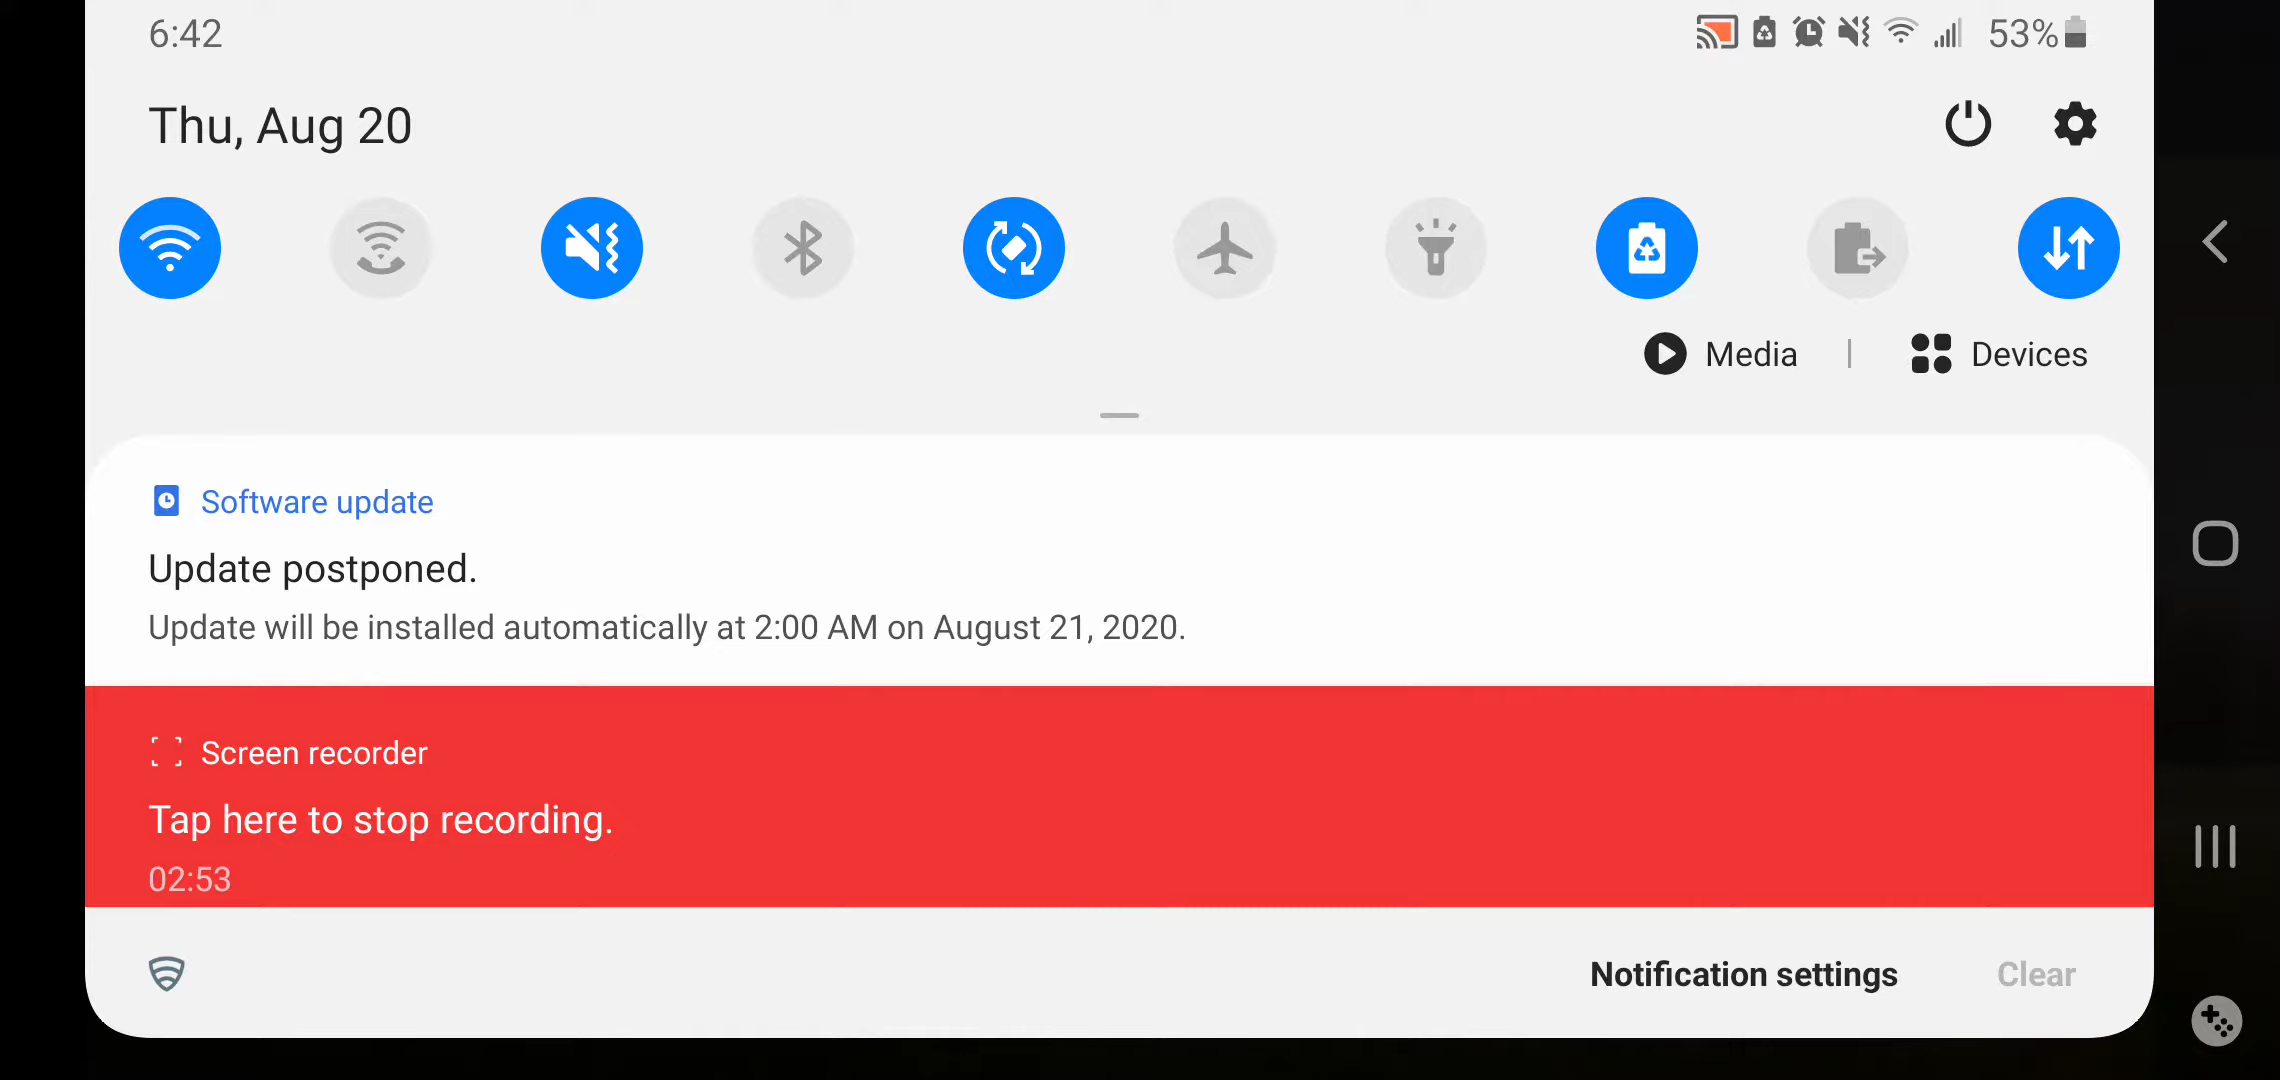 6:42
53%
Thu, Aug 20
Media | Devices
Software update
Update postponed.
Update will be installed automatically at 2:00 AM on August 21, 2020.
Screen recorder
Tap here to stop recording.
02:53
Notification settings
Clear